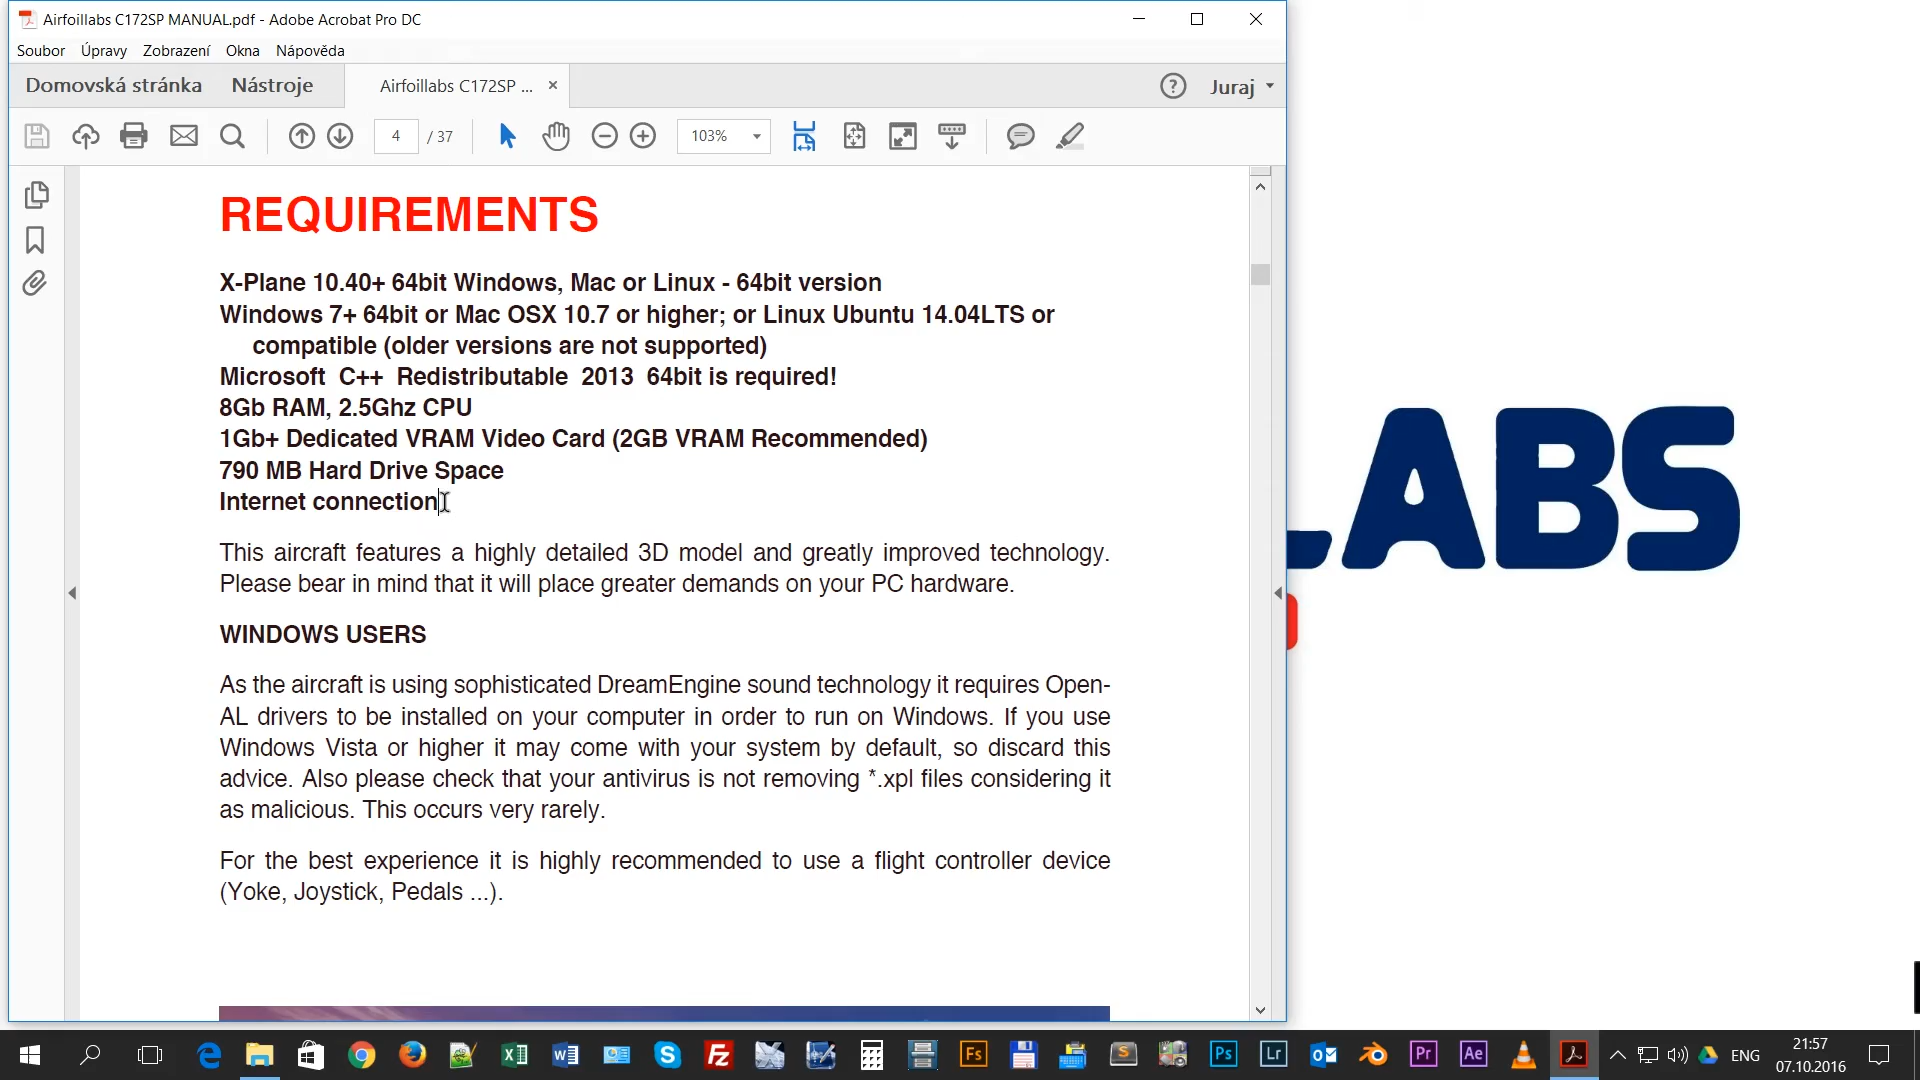 Airfoillabs C172SP MANUAL.pdf - Adobe Acrobat Pro DC
Soubor Úpravy Zobrazení Okna Nápověda
Domovská stránka Nástroje Airfoillabs C172SP ... × ? Juraj
4 / 37 103%
REQUIREMENTS
X-Plane 10.40+ 64bit Windows, Mac or Linux - 64bit version
Windows 7+ 64bit or Mac OSX 10.7 or higher; or Linux Ubuntu 14.04LTS or
compatible (older versions are not supported)
Microsoft C++ Redistributable 2013 64bit is required!
8Gb RAM, 2.5Ghz CPU
1Gb+ Dedicated VRAM Video Card (2GB VRAM Recommended)
790 MB Hard Drive Space
Internet connection
This aircraft features a highly detailed 3D model and greatly improved technology.
Please bear in mind that it will place greater demands on your PC hardware.
WINDOWS USERS
As the aircraft is using sophisticated DreamEngine sound technology it requires Open-
AL drivers to be installed on your computer in order to run on Windows. If you use
Windows Vista or higher it may come with your system by default, so discard this
advice. Also please check that your antivirus is not removing *.xpl files considering it
as malicious. This occurs very rarely.
For the best experience it is highly recommended to use a flight controller device
(Yoke, Joystick, Pedals ...).
LABS
Fz Fs S Ps Lr Pr Ae ENG
21:57
07.10.2016